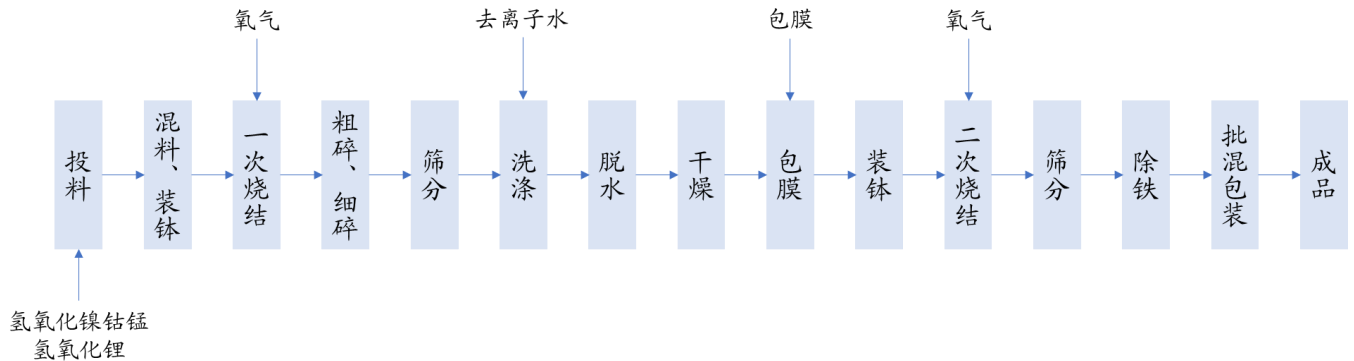 氧气
去离子水
包膜
氧气
投料
混料、装钵
一次烧结
粗碎、细碎
筛分
洗涤
脱水
干燥
包膜
装钵
二次烧结
筛分
除铁
批混包装
成品
氢氧化镍钴锰
氢氧化锂